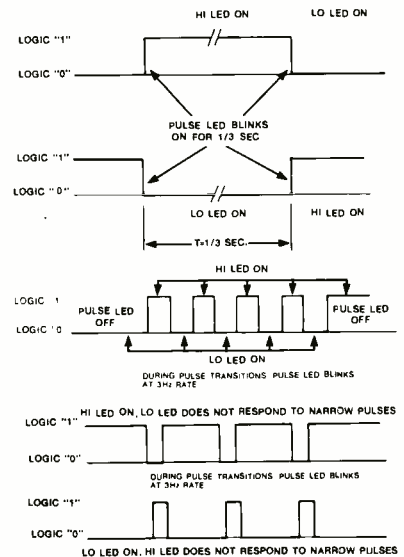 HI LED ON LO LED ON
LOGIC "1"
LOGIC "0"
PULSE LED BLINKS
ON FOR 1/3 SEC
LOGIC "1"
LOGIC "0"
LO LED ON HI LED ON
T=1/3 SEC.
HI LED ON
LOGIC 1
PULSE LED
OFF
PULSE LED
OFF
LOGIC '0
LO LED ON
DURING PULSE TRANSITIONS PULSE LED BLINKS
AT 3Hz RATE
HI LED ON, LO LED DOES NOT RESPOND TO NARROW PULSES
LOGIC "1"
LOGIC "0"
DURING PULSE TRANSITIONS PULSE LED BLINKS
AT 3Hz RATE
LOGIC "1"
LOGIC "0"
LO LED ON, HI LED DOES NOT RESPOND TO NARROW PULSES